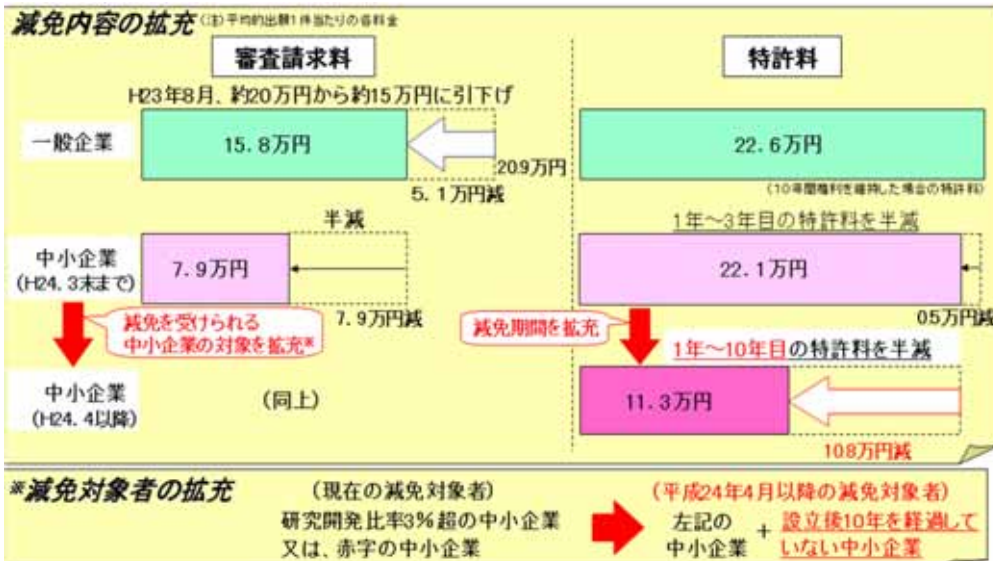 減免内容の拡充 (注)平均的出願1件当たりの各料金
審査請求料
特許料
H23年8月、約20万円から約15万円に引下げ
一般企業
15.8万円
20.9万円
22.6万円
5.1万円減
(10年間権利を維持した場合の特許料)
半減
1年~3年目の特許料を半減
中小企業
(H24.3末まで)
7.9万円
22.1万円
減免を受けられる
中小企業の対象を拡充※
7.9万円減
減免期間を拡充
0.5万円減
1年~10年目の特許料を半減
中小企業
(H24.4以降)
(同上)
11.3万円
10.8万円減
※減免対象者の拡充
(現在の減免対象者)
研究開発比率3%超の中小企業
又は、赤字の中小企業
(平成24年4月以降の減免対象者)
左記の
中小企業
+
設立後10年を経過して
いない中小企業